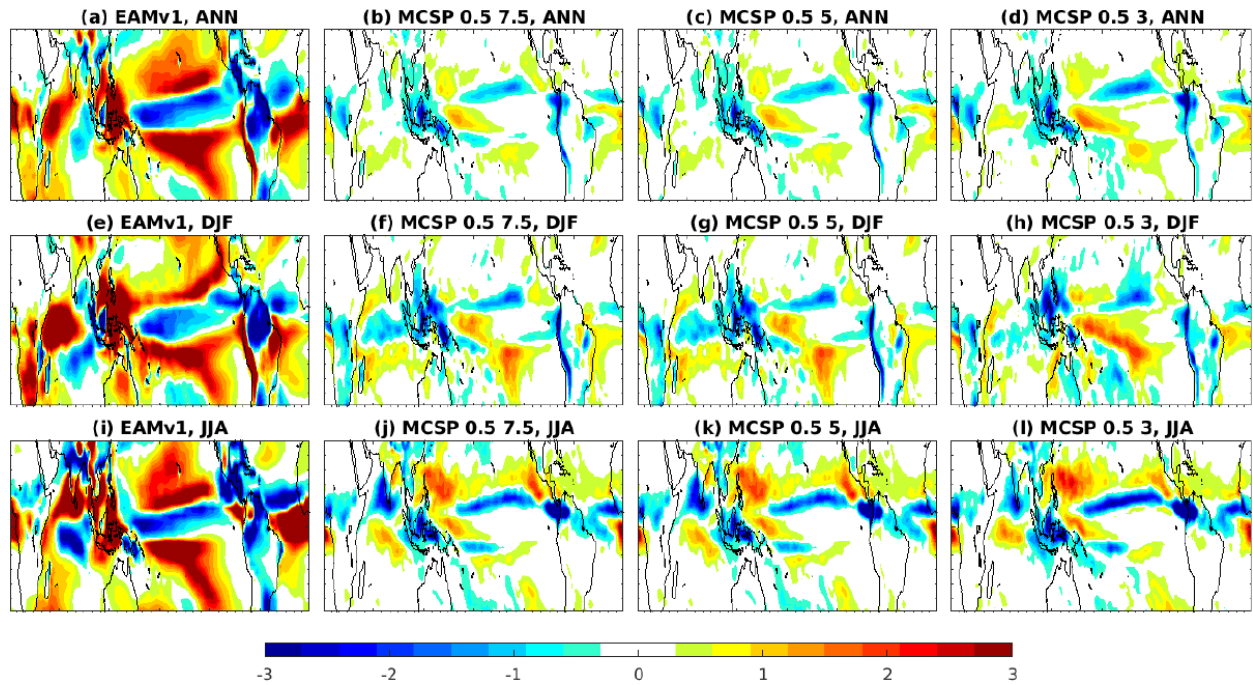 (a) EAMv1, ANN
(b) MCSP 0.5 7.5, ANN
(c) MCSP 0.5 5, ANN
(d) MCSP 0.5 3, ANN
(e) EAMv1, DJF
(f) MCSP 0.5 7.5, DJF
(g) MCSP 0.5 5, DJF
(h) MCSP 0.5 3, DJF
(i) EAMv1, JJA
(j) MCSP 0.5 7.5, JJA
(k) MCSP 0.5 5, JJA
(l) MCSP 0.5 3, JJA
-3 -2 -1 0 1 2 3